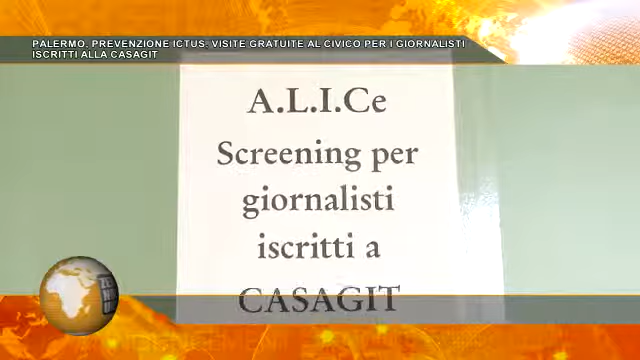 PALERMO, PREVENZIONE ICTUS: VISITE GRATUITE AL CIVICO PER I GIORNALISTI
ISCRITTI ALLA CASAGIT
A.L.I.Ce
Screening per
giornalisti
iscritti a
CASAGIT